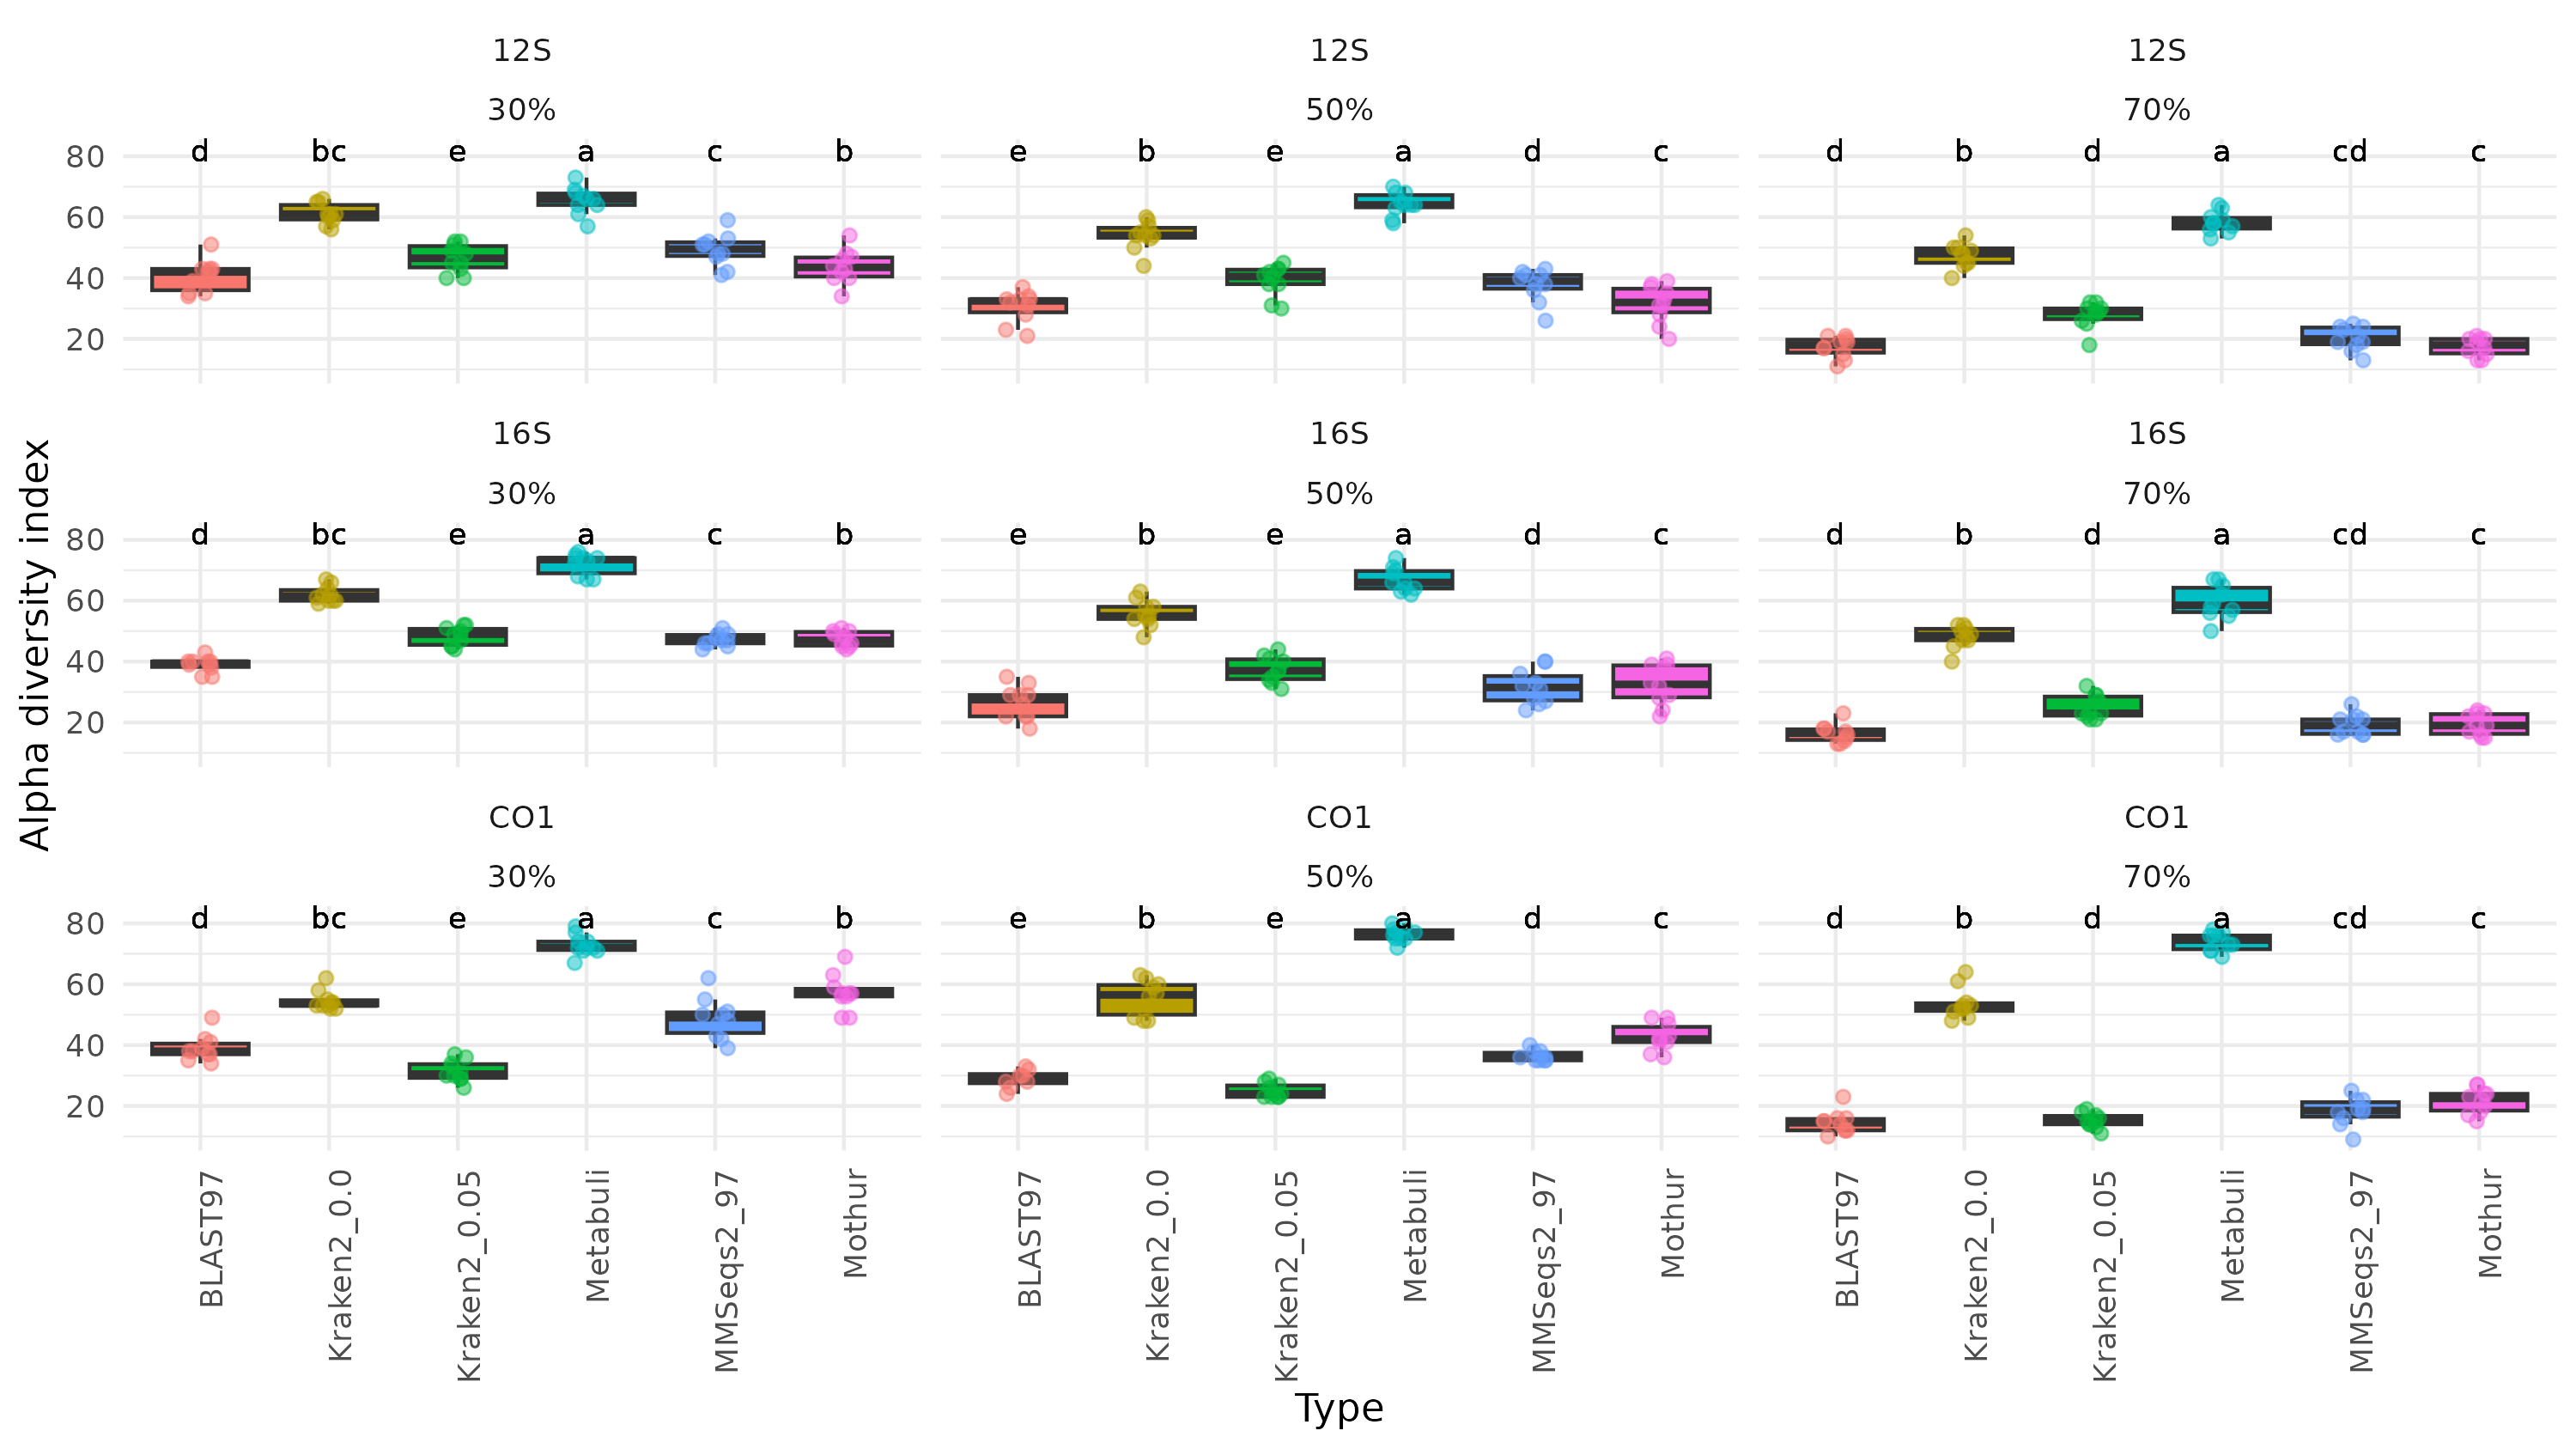 12S 12S 12S
30% 50% 70%
80 d bc e a c b e b e a d c d b d a cd c
60
40
20
16S 16S 16S
30% 50% 70%
80 d bc e a c b e b e a d c d b d a cd c
60
40
20
CO1 CO1 CO1
30% 50% 70%
80 d bc e a c b e b e a d c d b d a cd c
60
40
20
Alpha diversity index
BLAST97 Kraken2_0.0 Kraken2_0.05 Metabuli MMSeqs2_97 Mothur BLAST97 Kraken2_0.0 Kraken2_0.05 Metabuli MMSeqs2_97 Mothur BLAST97 Kraken2_0.0 Kraken2_0.05 Metabuli MMSeqs2_97 Mothur
Type